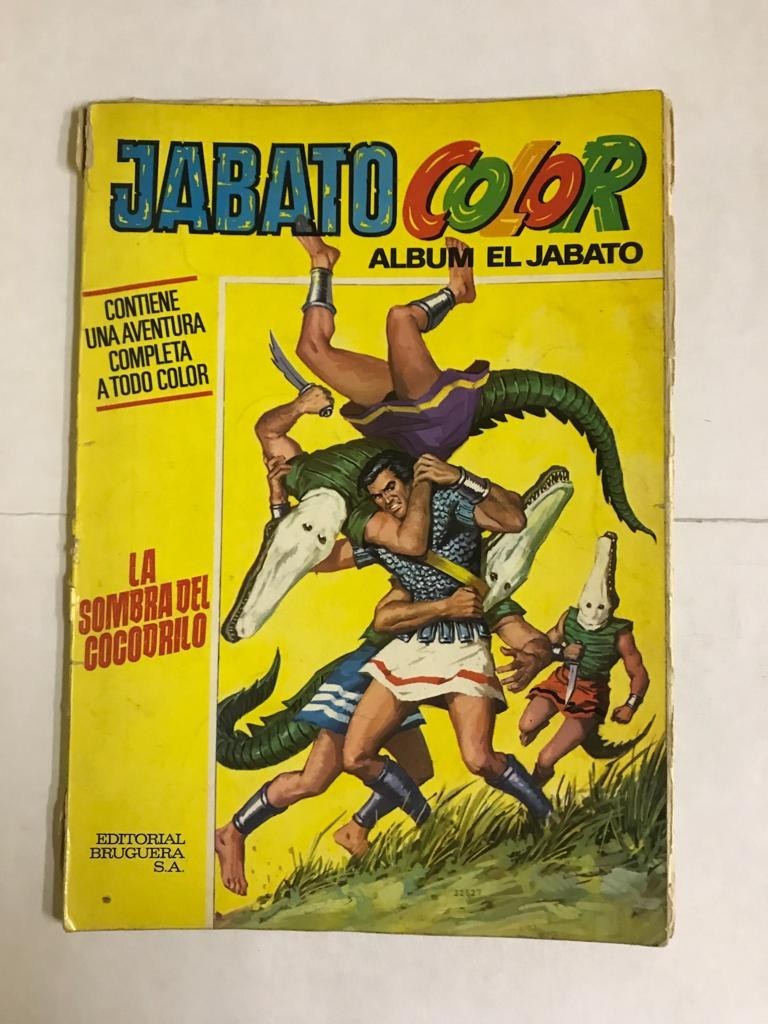 JABATO COLOR
ALBUM EL JABATO
CONTIENE
UNA AVENTURA
COMPLETA
A TODO COLOR
LA
SOMBRA DEL
COCODRILO
EDITORIAL
BRUGUERA
S.A.